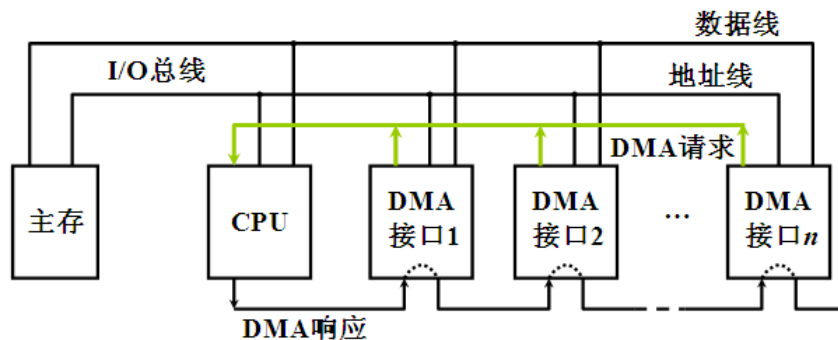 数据线
I/O总线
地址线
DMA请求
主存
CPU
DMA
接口1
DMA
接口2
...
DMA
接口n
DMA响应